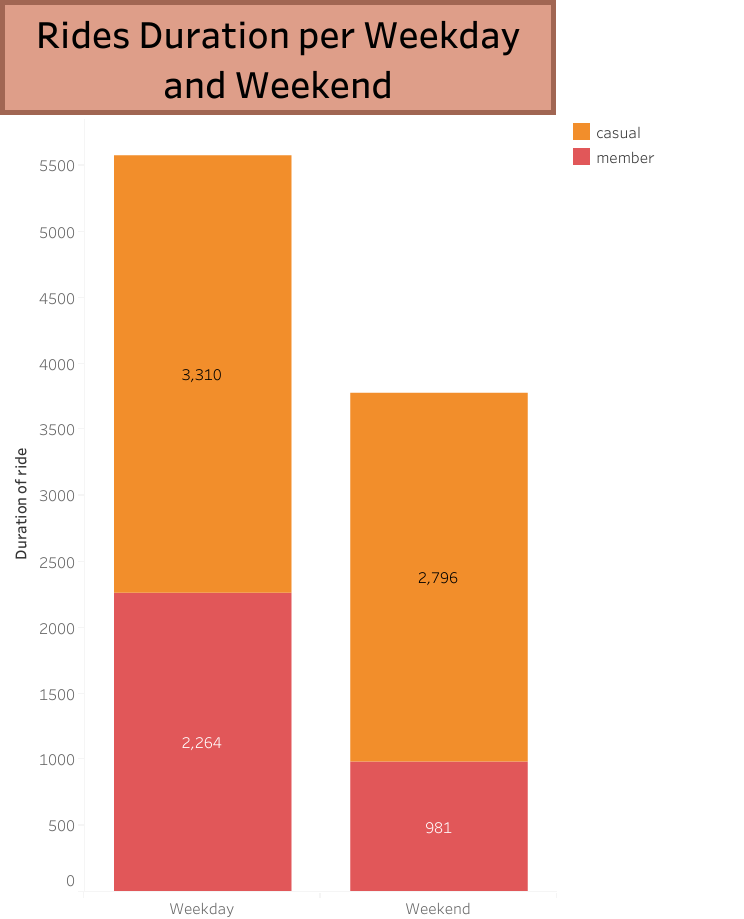 Rides Duration per Weekday
and Weekend
casual
member
Duration of ride
5500
5000
4500
4000
3500
3000
2500
2000
1500
1000
500
0
3,310
2,264
2,796
981
Weekday
Weekend